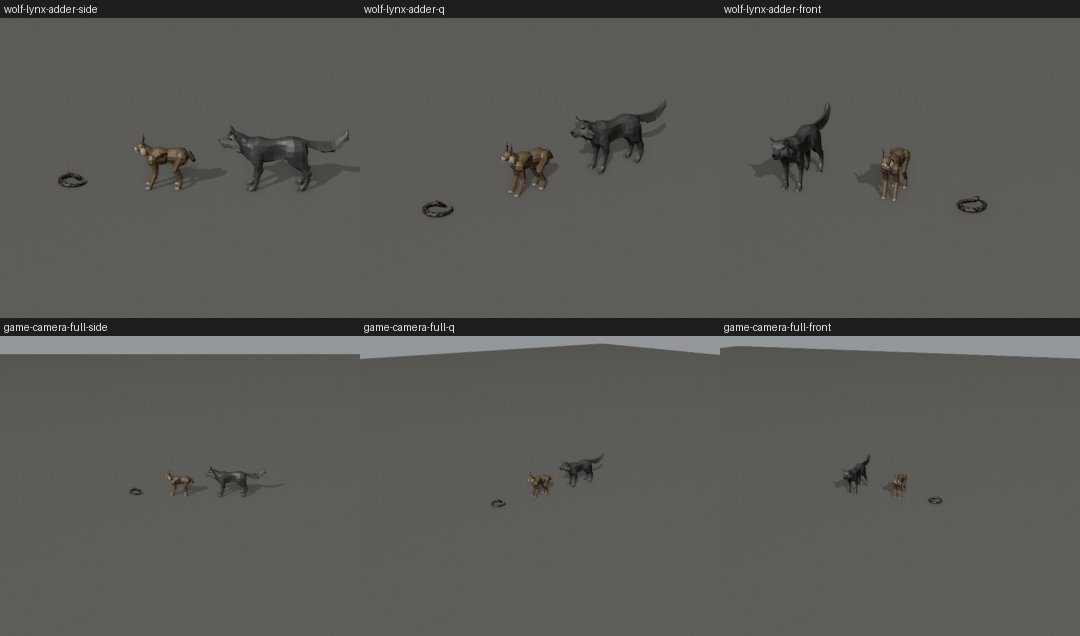 wolf-lynx-adder-side
wolf-lynx-adder-q
wolf-lynx-adder-front
game-camera-full-side
game-camera-full-q
game-camera-full-front